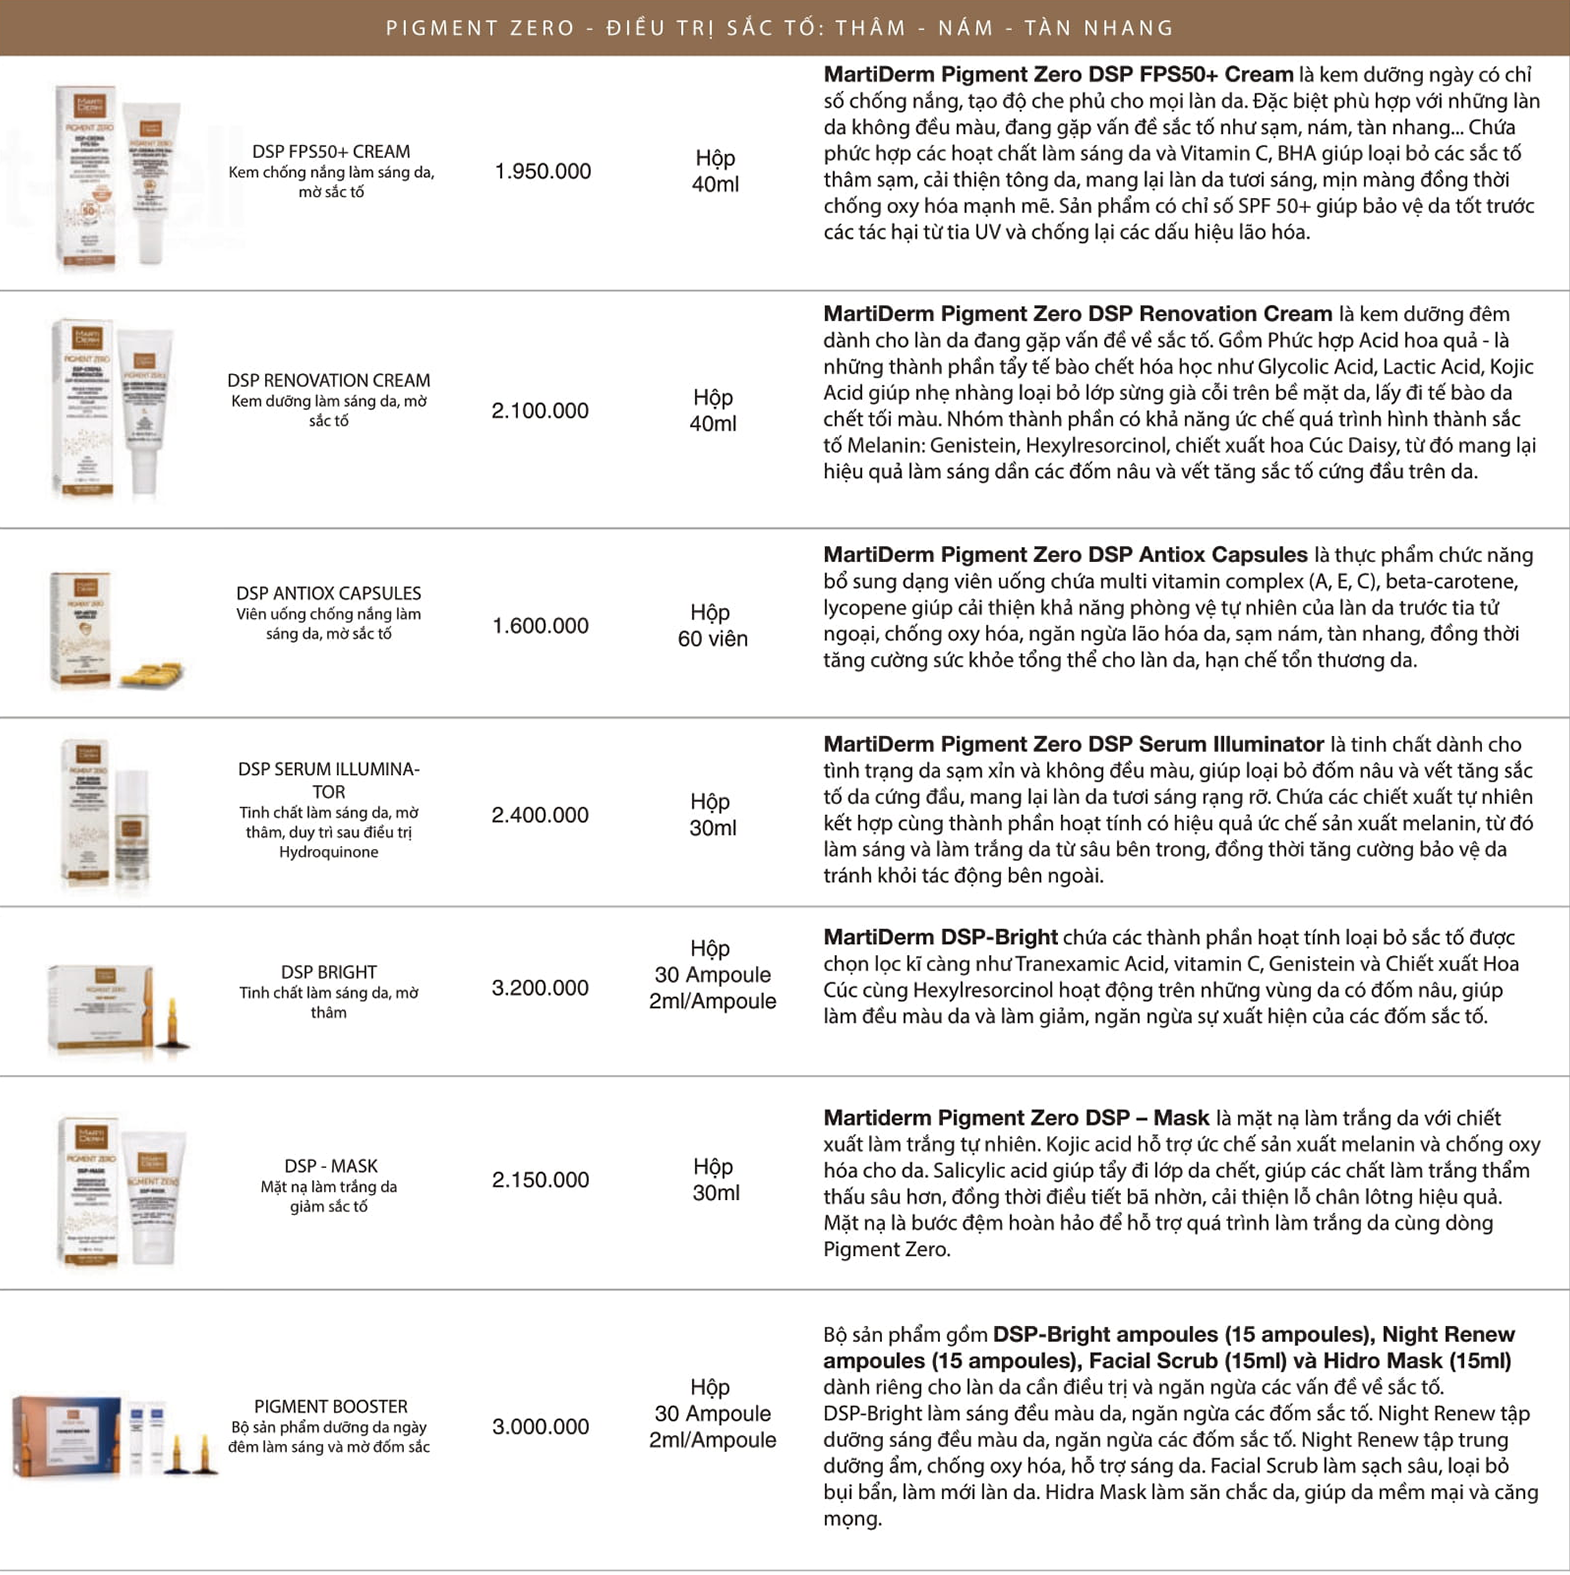 PIGMENT ZERO - ĐIỀU TRỊ SẮC TỐ: THÂM - NÁM - TÀN NHANG
DSP FPS50+ CREAM
Kem chống nắng làm sáng da,
mờ sắc tố
1.950.000
Hộp
40ml
MartiDerm Pigment Zero DSP FPS50+ Cream là kem dưỡng ngày có chỉ
số chống nắng, tạo độ che phủ cho mọi làn da. Đặc biệt phù hợp với những làn
da không đều màu, đang gặp vấn đề sắc tố như sạm, nám, tàn nhang... Chứa
phức hợp các hoạt chất làm sáng da và Vitamin C, BHA giúp loại bỏ các sắc tố
thâm sạm, cải thiện tông da, mang lại làn da tươi sáng, mịn màng đồng thời
chống oxy hóa mạnh mẽ. Sản phẩm có chỉ số SPF 50+ giúp bảo vệ da tốt trước
các tác hại từ tia UV và chống lại các dấu hiệu lão hóa.
MARTI
DERM
PIGMENT ZERO
DSP-CREMA
FPS 50+
DSP RENOVATION CREAM
Kem dưỡng làm sáng da, mờ
sắc tố
2.100.000
Hộp
40ml
MartiDerm Pigment Zero DSP Renovation Cream là kem dưỡng đêm
dành cho làn da đang gặp vấn đề về sắc tố. Gồm Phức hợp Acid hoa quả - là
những thành phần tẩy tế bào chết hóa học như Glycolic Acid, Lactic Acid, Kojic
Acid giúp nhẹ nhàng loại bỏ lớp sừng già cỗi trên bề mặt da, lấy đi tế bào da
chết tối màu. Nhóm thành phần có khả năng ức chế quá trình hình thành sắc
tố Melanin: Genistein, Hexylresorcinol, chiết xuất hoa Cúc Daisy, từ đó mang lại
hiệu quả làm sáng dần các đốm nâu và vết tăng sắc tố cứng đầu trên da.
MARTI
DERM
PIGMENT ZERO
DSP-CREMA
RENOVACIÓN
DSP ANTIOX CAPSULES
Viên uống chống nắng làm
sáng da, mờ sắc tố
1.600.000
Hộp
60 viên
MartiDerm Pigment Zero DSP Antiox Capsules là thực phẩm chức năng
bổ sung dạng viên uống chứa multi vitamin complex (A, E, C), beta-carotene,
lycopene giúp cải thiện khả năng phòng vệ tự nhiên của làn da trước tia tử
ngoại, chống oxy hóa, ngăn ngừa lão hóa da, sạm nám, tàn nhang, đồng thời
tăng cường sức khỏe tổng thể cho làn da, hạn chế tổn thương da.
DSP SERUM ILLUMINA-
TOR
Tinh chất làm sáng da, mờ
thâm, duy trì sau điều trị
Hydroquinone
2.400.000
Hộp
30ml
MartiDerm Pigment Zero DSP Serum Illuminator là tinh chất dành cho
tình trạng da sạm xỉn và không đều màu, giúp loại bỏ đốm nâu và vết tăng sắc
tố da cứng đầu, mang lại làn da tươi sáng rạng rỡ. Chứa các chiết xuất tự nhiên
kết hợp cùng thành phần hoạt tính có hiệu quả ức chế sản xuất melanin, từ đó
làm sáng và làm trắng da từ sâu bên trong, đồng thời tăng cường bảo vệ da
tránh khỏi tác động bên ngoài.
DSP BRIGHT
Tinh chất làm sáng da, mờ
thâm
3.200.000
Hộp
30 Ampoule
2ml/Ampoule
MartiDerm DSP-Bright chứa các thành phần hoạt tính loại bỏ sắc tố được
chọn lọc kĩ càng như Tranexamic Acid, vitamin C, Genistein và Chiết xuất Hoa
Cúc cùng Hexylresorcinol hoạt động trên những vùng da có đốm nâu, giúp
làm đều màu da và làm giảm, ngăn ngừa sự xuất hiện của các đốm sắc tố.
DSP - MASK
Mặt nạ làm trắng da
giảm sắc tố
2.150.000
Hộp
30ml
Martiderm Pigment Zero DSP – Mask là mặt nạ làm trắng da với chiết
xuất làm trắng tự nhiên. Kojic acid hỗ trợ ức chế sản xuất melanin và chống oxy
hóa cho da. Salicylic acid giúp tẩy đi lớp da chết, giúp các chất làm trắng thẩm
thấu sâu hơn, đồng thời điều tiết bã nhờn, cải thiện lỗ chân lôtng hiệu quả.
Mặt nạ là bước đệm hoàn hảo để hỗ trợ quá trình làm trắng da cùng dòng
Pigment Zero.
MARTI
DERM
PIGMENT ZERO
DSP-MASK
PIGMENT BOOSTER
Bộ sản phẩm dưỡng da ngày
đêm làm sáng và mờ đốm sắc
3.000.000
Hộp
30 Ampoule
2ml/Ampoule
Bộ sản phẩm gồm DSP-Bright ampoules (15 ampoules), Night Renew
ampoules (15 ampoules), Facial Scrub (15ml) và Hidro Mask (15ml)
dành riêng cho làn da cần điều trị và ngăn ngừa các vấn đề về sắc tố.
DSP-Bright làm sáng đều màu da, ngăn ngừa các đốm sắc tố. Night Renew tập
dưỡng sáng đều màu da, ngăn ngừa các đốm sắc tố. Night Renew tập trung
dưỡng ẩm, chống oxy hóa, hỗ trợ sáng da. Facial Scrub làm sạch sâu, loại bỏ
bụi bẩn, làm mới làn da. Hidra Mask làm săn chắc da, giúp da mềm mại và căng
mọng.